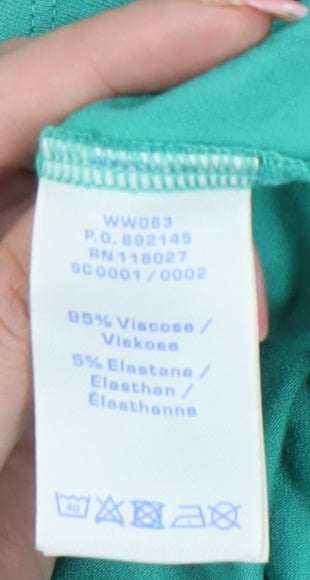 WW063
P.O. 892145
RN 118027
SC0001/0002
95% Viscose /
Viskose
5% Elastane /
Elasthan /
Élasthanne
40